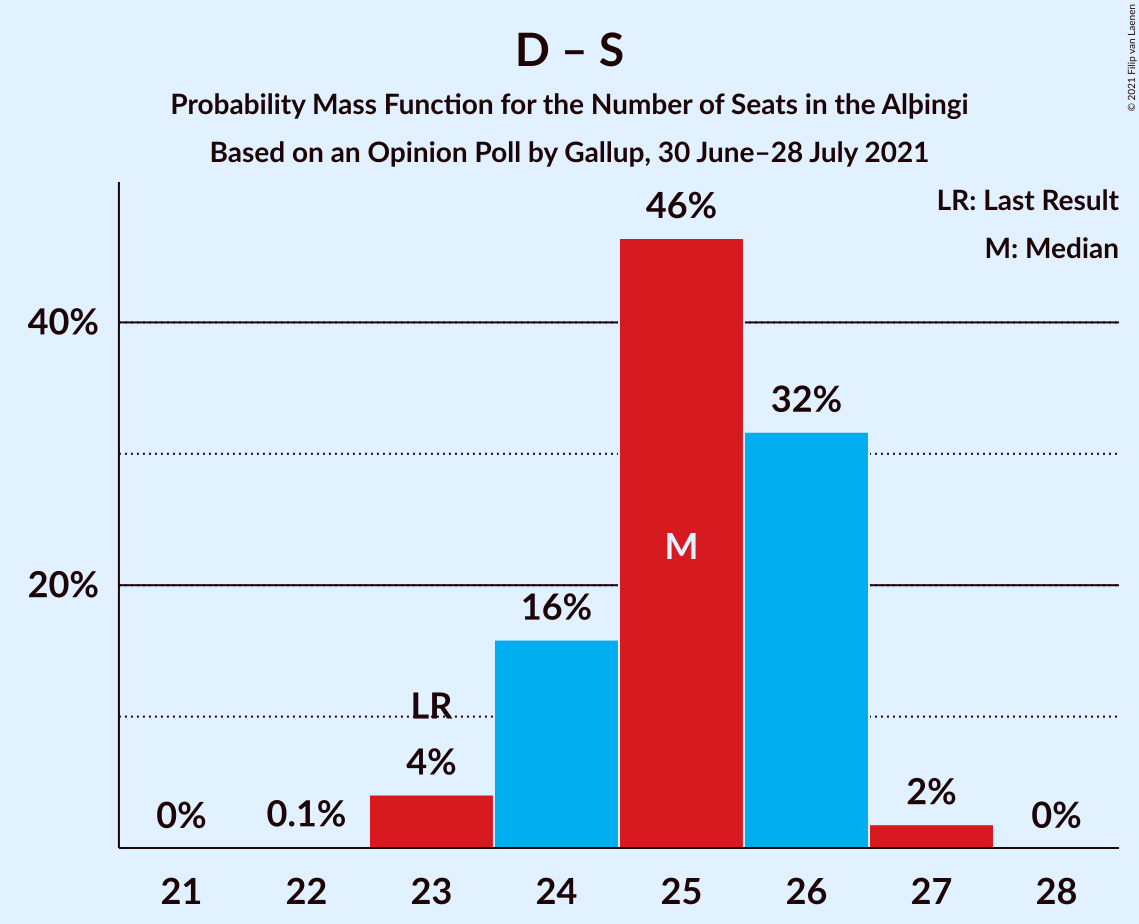 D – S
Probability Mass Function for the Number of Seats in the Alþingi
Based on an Opinion Poll by Gallup, 30 June–28 July 2021
© 2021 Filip van Laenen
LR: Last Result
M: Median
46%
40%
32%
M
20%
16%
LR
4%
2%
0%
0.1%
0%
21 22 23 24 25 26 27 28